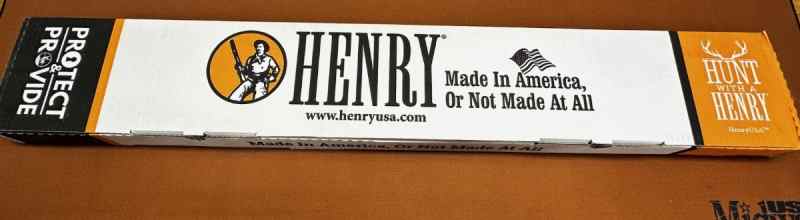 PROTECT
&
PROVIDE
HENRY®
www.henryusa.com
Made In America,
Or Not Made At All
HUNT
WITH A
HENRY
HenryUSA™
Made In America, Or Not Made At All